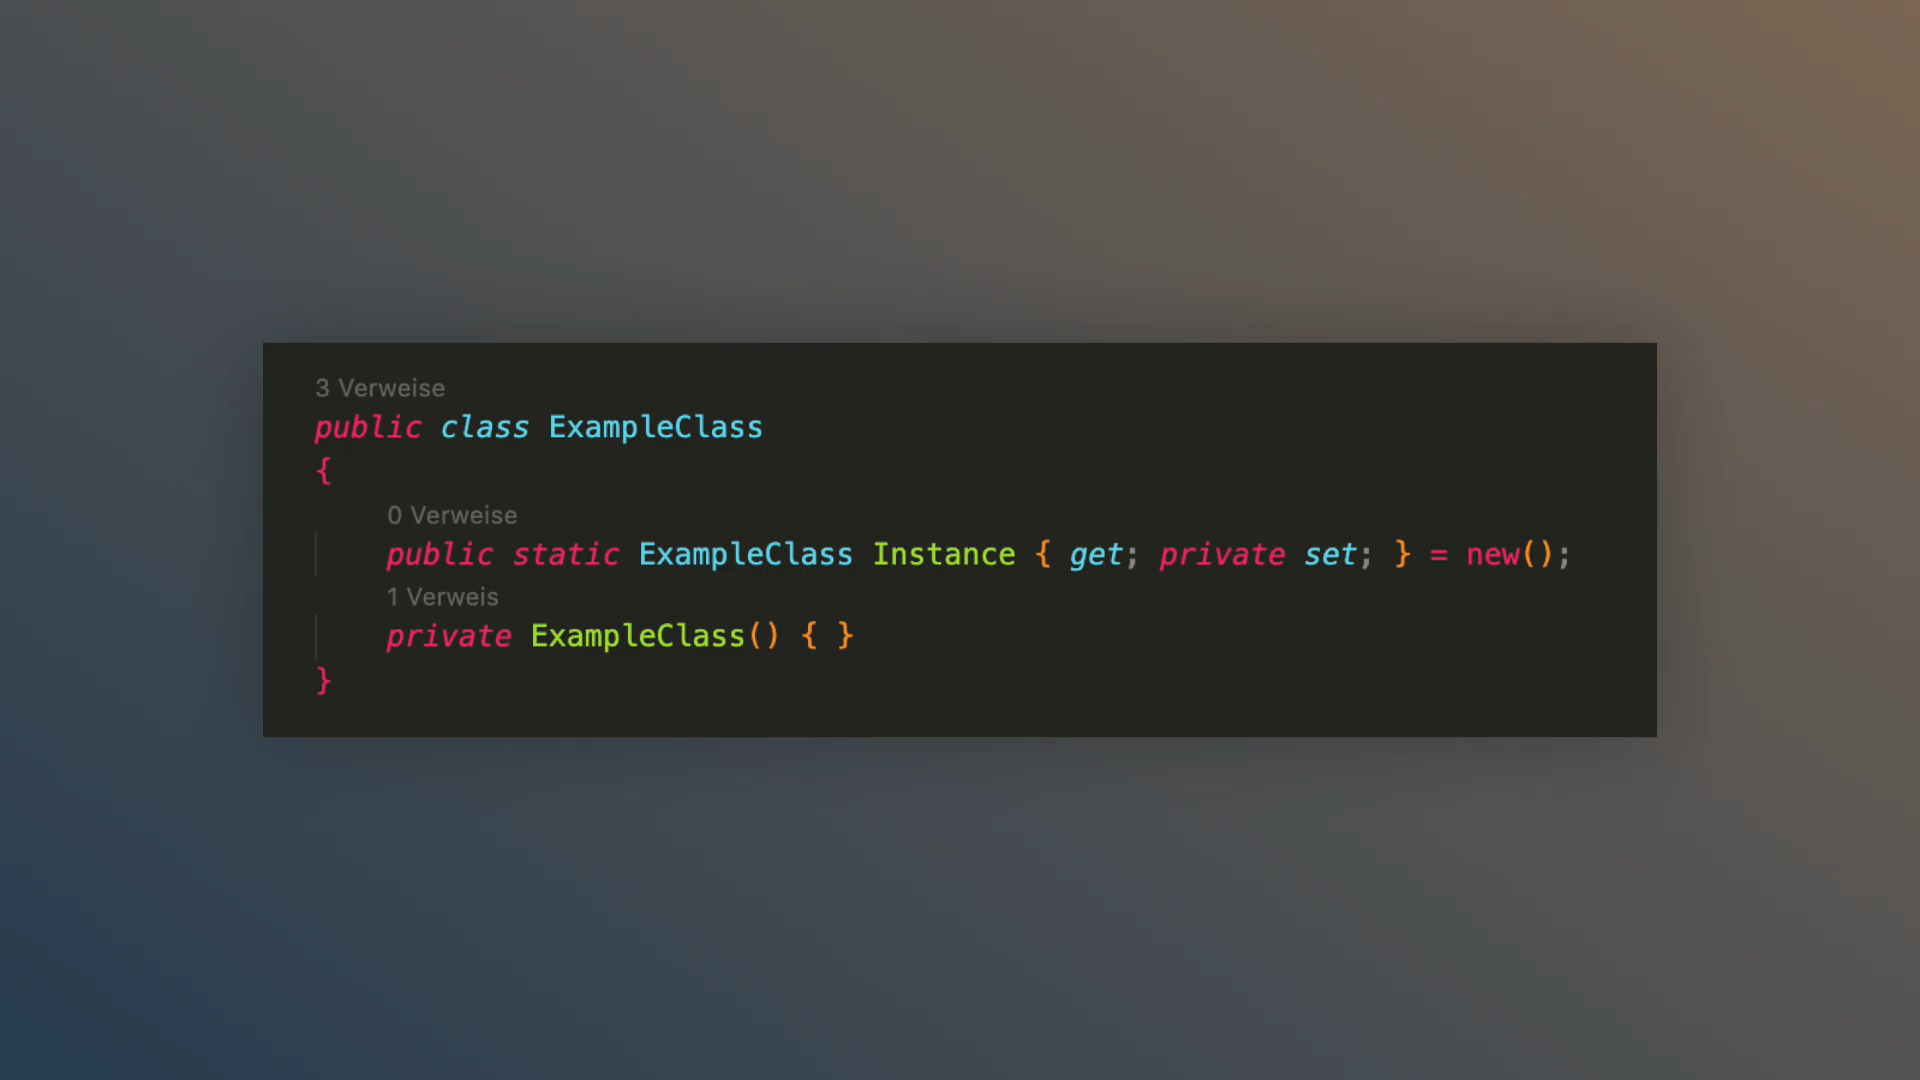 3 Verweise
public class ExampleClass
{
0 Verweise
public static ExampleClass Instance { get; private set; } = new();
1 Verweis
private ExampleClass() { }
}